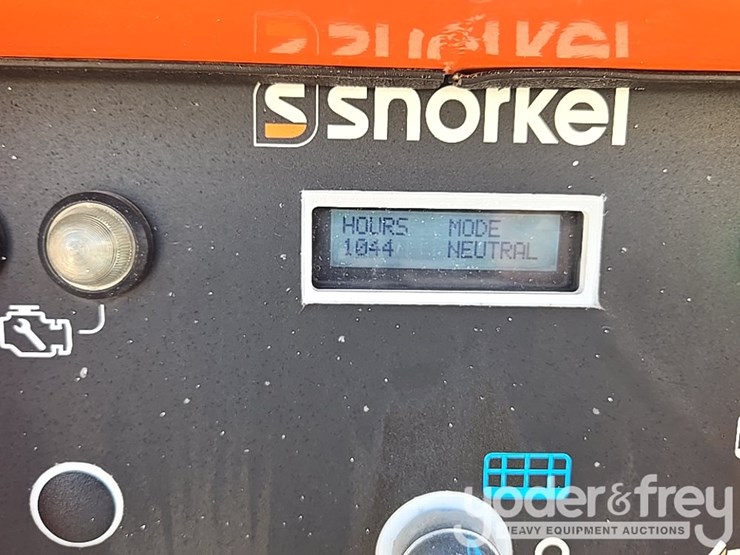 snorkel
S snorkel
HOURS MODE
1044 NEUTRAL
yoder&frey
HEAVY EQUIPMENT AUCTIONS